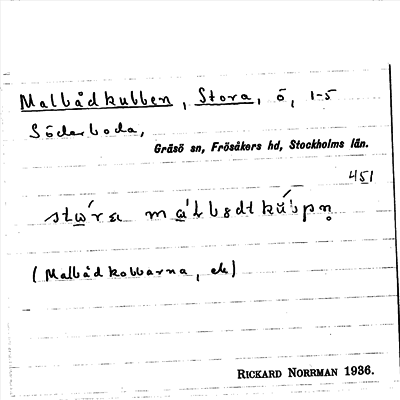 Malbådkubben, Stora, ö, 1-5
Söderboda,
Gräsö sn, Frösåkers hd, Stockholms län.
451
(Malbådkobbarna, ek)
RICKARD NORRMAN 1936.